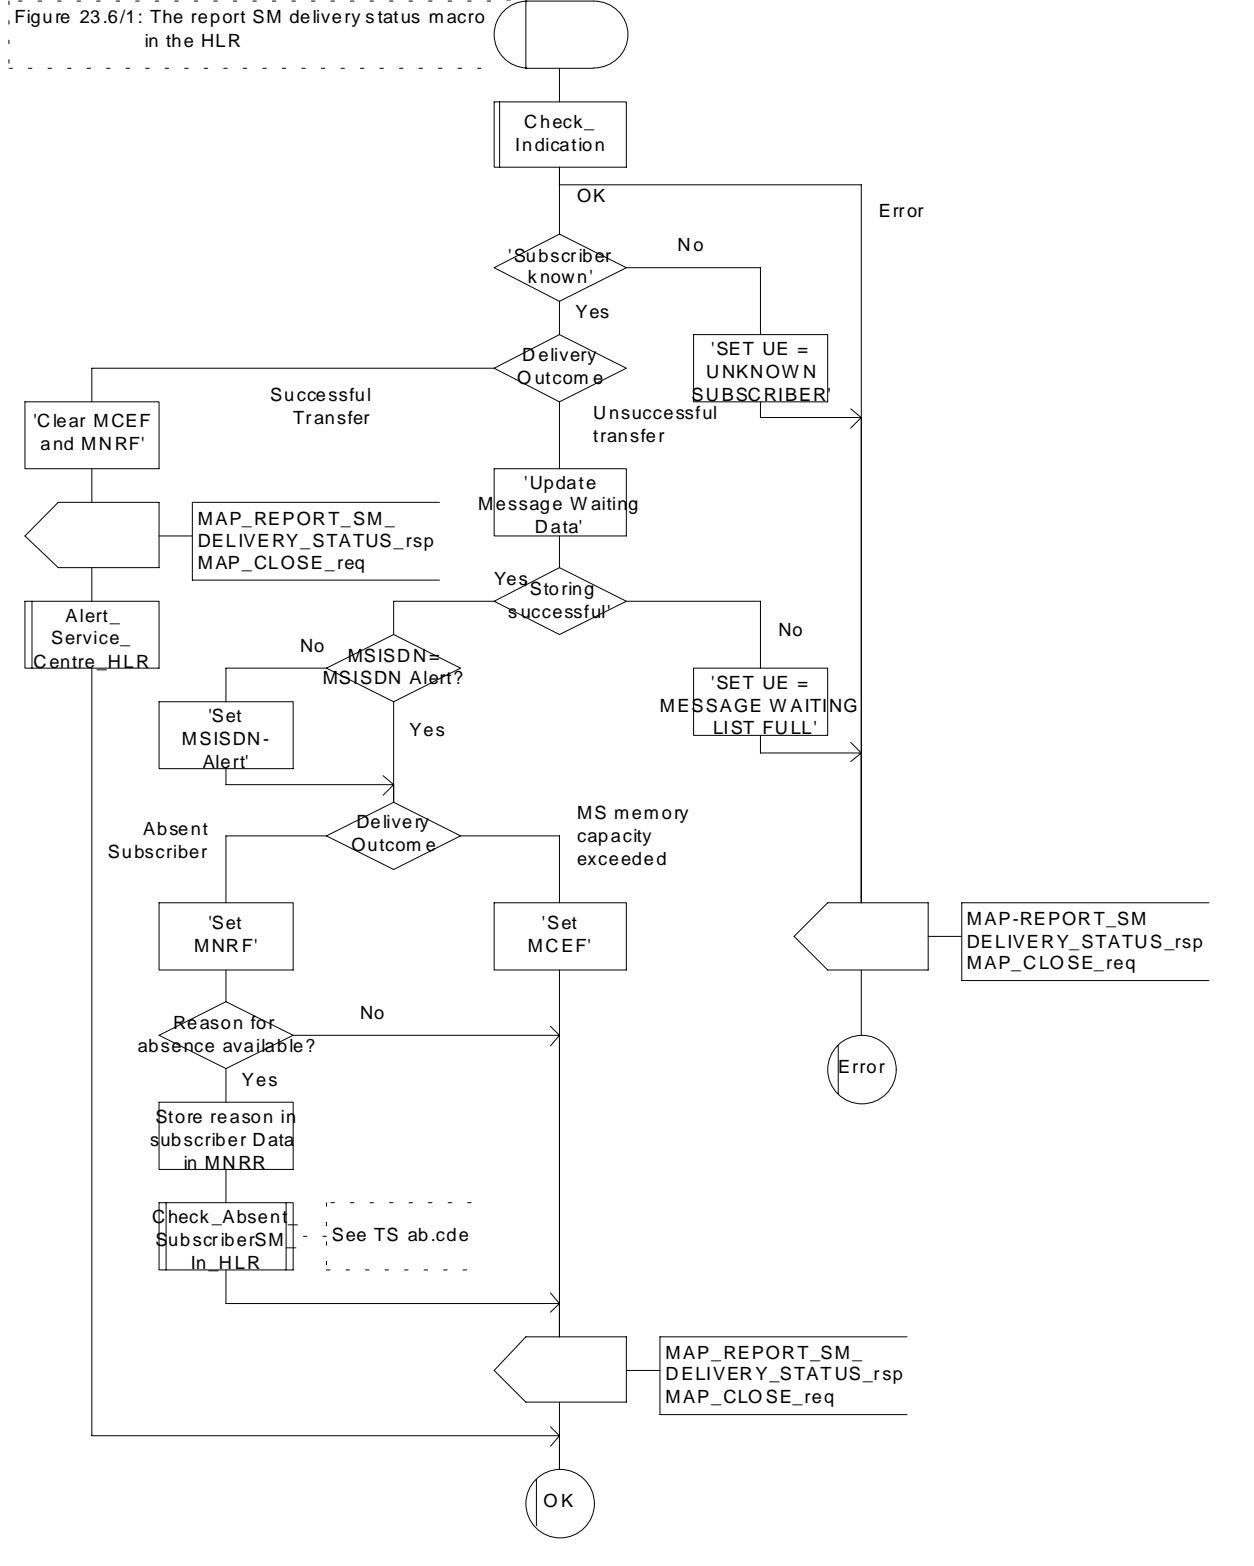 Figure 23.6/1: The report SM delivery status macro
in the HLR
Check_
Indication
OK
Error
'Subscriber
known'
No
Yes
'SET UE =
UNKNOWN
SUBSCRIBER'
Delivery
Outcome
Successful
Transfer
Unsuccessful
transfer
'Clear MCEF
and MNRF'
'Update
Message Waiting
Data'
MAP_REPORT_SM_
DELIVERY_STATUS_rsp
MAP_CLOSE_req
Yes
'Storing
successful'
No
Alert_
Service_
Centre_HLR
No
MSISDN=
MSISDN Alert?
'SET UE =
MESSAGE WAITING
LIST FULL'
'Set
MSISDN-
Alert'
Yes
Absent
Subscriber
Delivery
Outcome
MS memory
capacity
exceeded
'Set
MNRF'
'Set
MCEF'
MAP-REPORT_SM
DELIVERY_STATUS_rsp
MAP_CLOSE_req
Reason for
absence available?
No
Error
Yes
Store reason in
subscriber Data
in MNRR
Check_Absent_
SubscriberSM_
In_HLR
See TS ab.cde
MAP_REPORT_SM_
DELIVERY_STATUS_rsp
MAP_CLOSE_req
OK